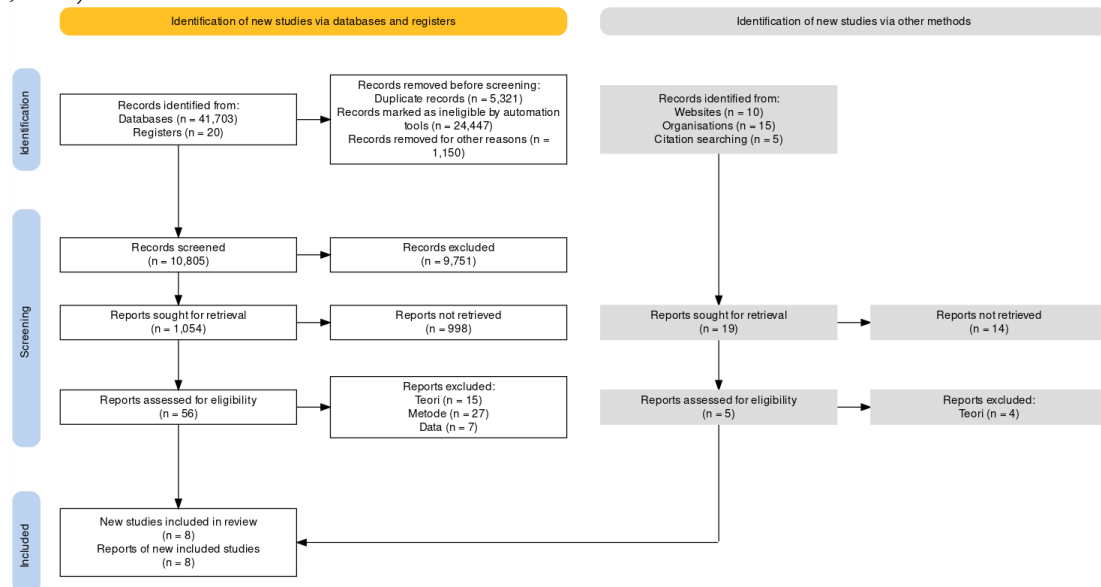 Identification of new studies via databases and registers
Identification of new studies via other methods
Identification
Records identified from:
Databases (n = 41,703)
Registers (n = 20)
Records removed before screening:
Duplicate records (n = 5,321)
Records marked as ineligible by automation
tools (n = 24,447)
Records removed for other reasons (n =
1,150)
Records identified from:
Websites (n = 10)
Organisations (n = 15)
Citation searching (n = 5)
Screening
Records screened
(n = 10,805)
Records excluded
(n = 9,751)
Reports sought for retrieval
(n = 1,054)
Reports not retrieved
(n = 998)
Reports sought for retrieval
(n = 19)
Reports not retrieved
(n = 14)
Reports assessed for eligibility
(n = 56)
Reports excluded:
Teori (n = 15)
Metode (n = 27)
Data (n = 7)
Reports assessed for eligibility
(n = 5)
Reports excluded:
Teori (n = 4)
Included
New studies included in review
(n = 8)
Reports of new included studies
(n = 8)